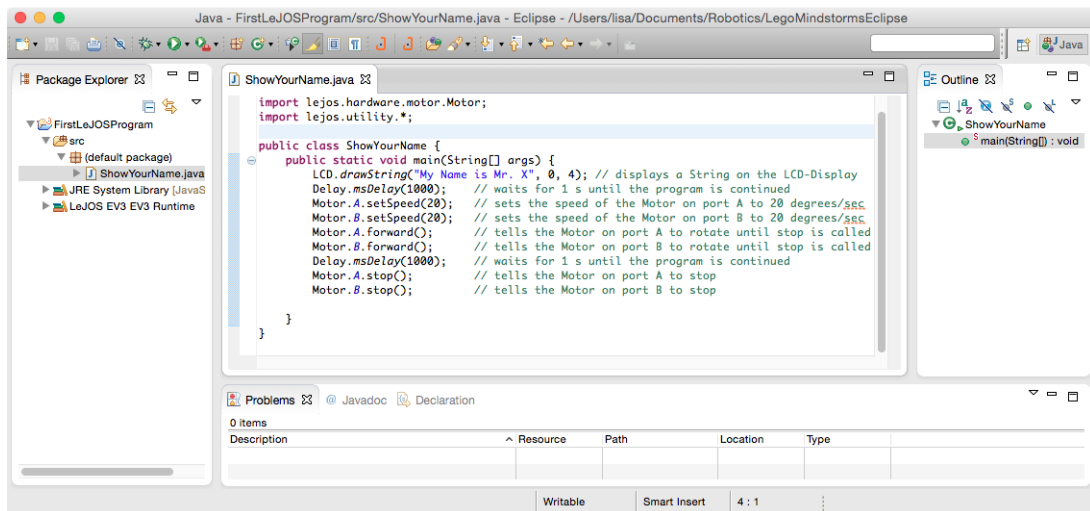 Java - FirstLeJOSProgram/src/ShowYourName.java - Eclipse - /Users/lisa/Documents/Robotics/LegoMindstormsEclipse
Java
Package Explorer
FirstLeJOSProgram
src
(default package)
ShowYourName.java
JRE System Library [JavaS
LeJOS EV3 EV3 Runtime
ShowYourName.java
import lejos.hardware.motor.Motor;
import lejos.utility.*;
public class ShowYourName {
public static void main(String[] args) {
LCD.drawString("My Name is Mr. X", 0, 4); // displays a String on the LCD-Display
Delay.msDelay(1000); // waits for 1 s until the program is continued
Motor.A.setSpeed(20); // sets the speed of the Motor on port A to 20 degrees/sec
Motor.B.setSpeed(20); // sets the speed of the Motor on port B to 20 degrees/sec
Motor.A.forward(); // tells the Motor on port A to rotate until stop is called
Motor.B.forward(); // tells the Motor on port B to rotate until stop is called
Delay.msDelay(1000); // waits for 1 s until the program is continued
Motor.A.stop(); // tells the Motor on port A to stop
Motor.B.stop(); // tells the Motor on port B to stop
}
}
Outline
ShowYourName
main(String[]) : void
Problems @ Javadoc Declaration
0 items
Description Resource Path Location Type
Writable Smart Insert 4 : 1